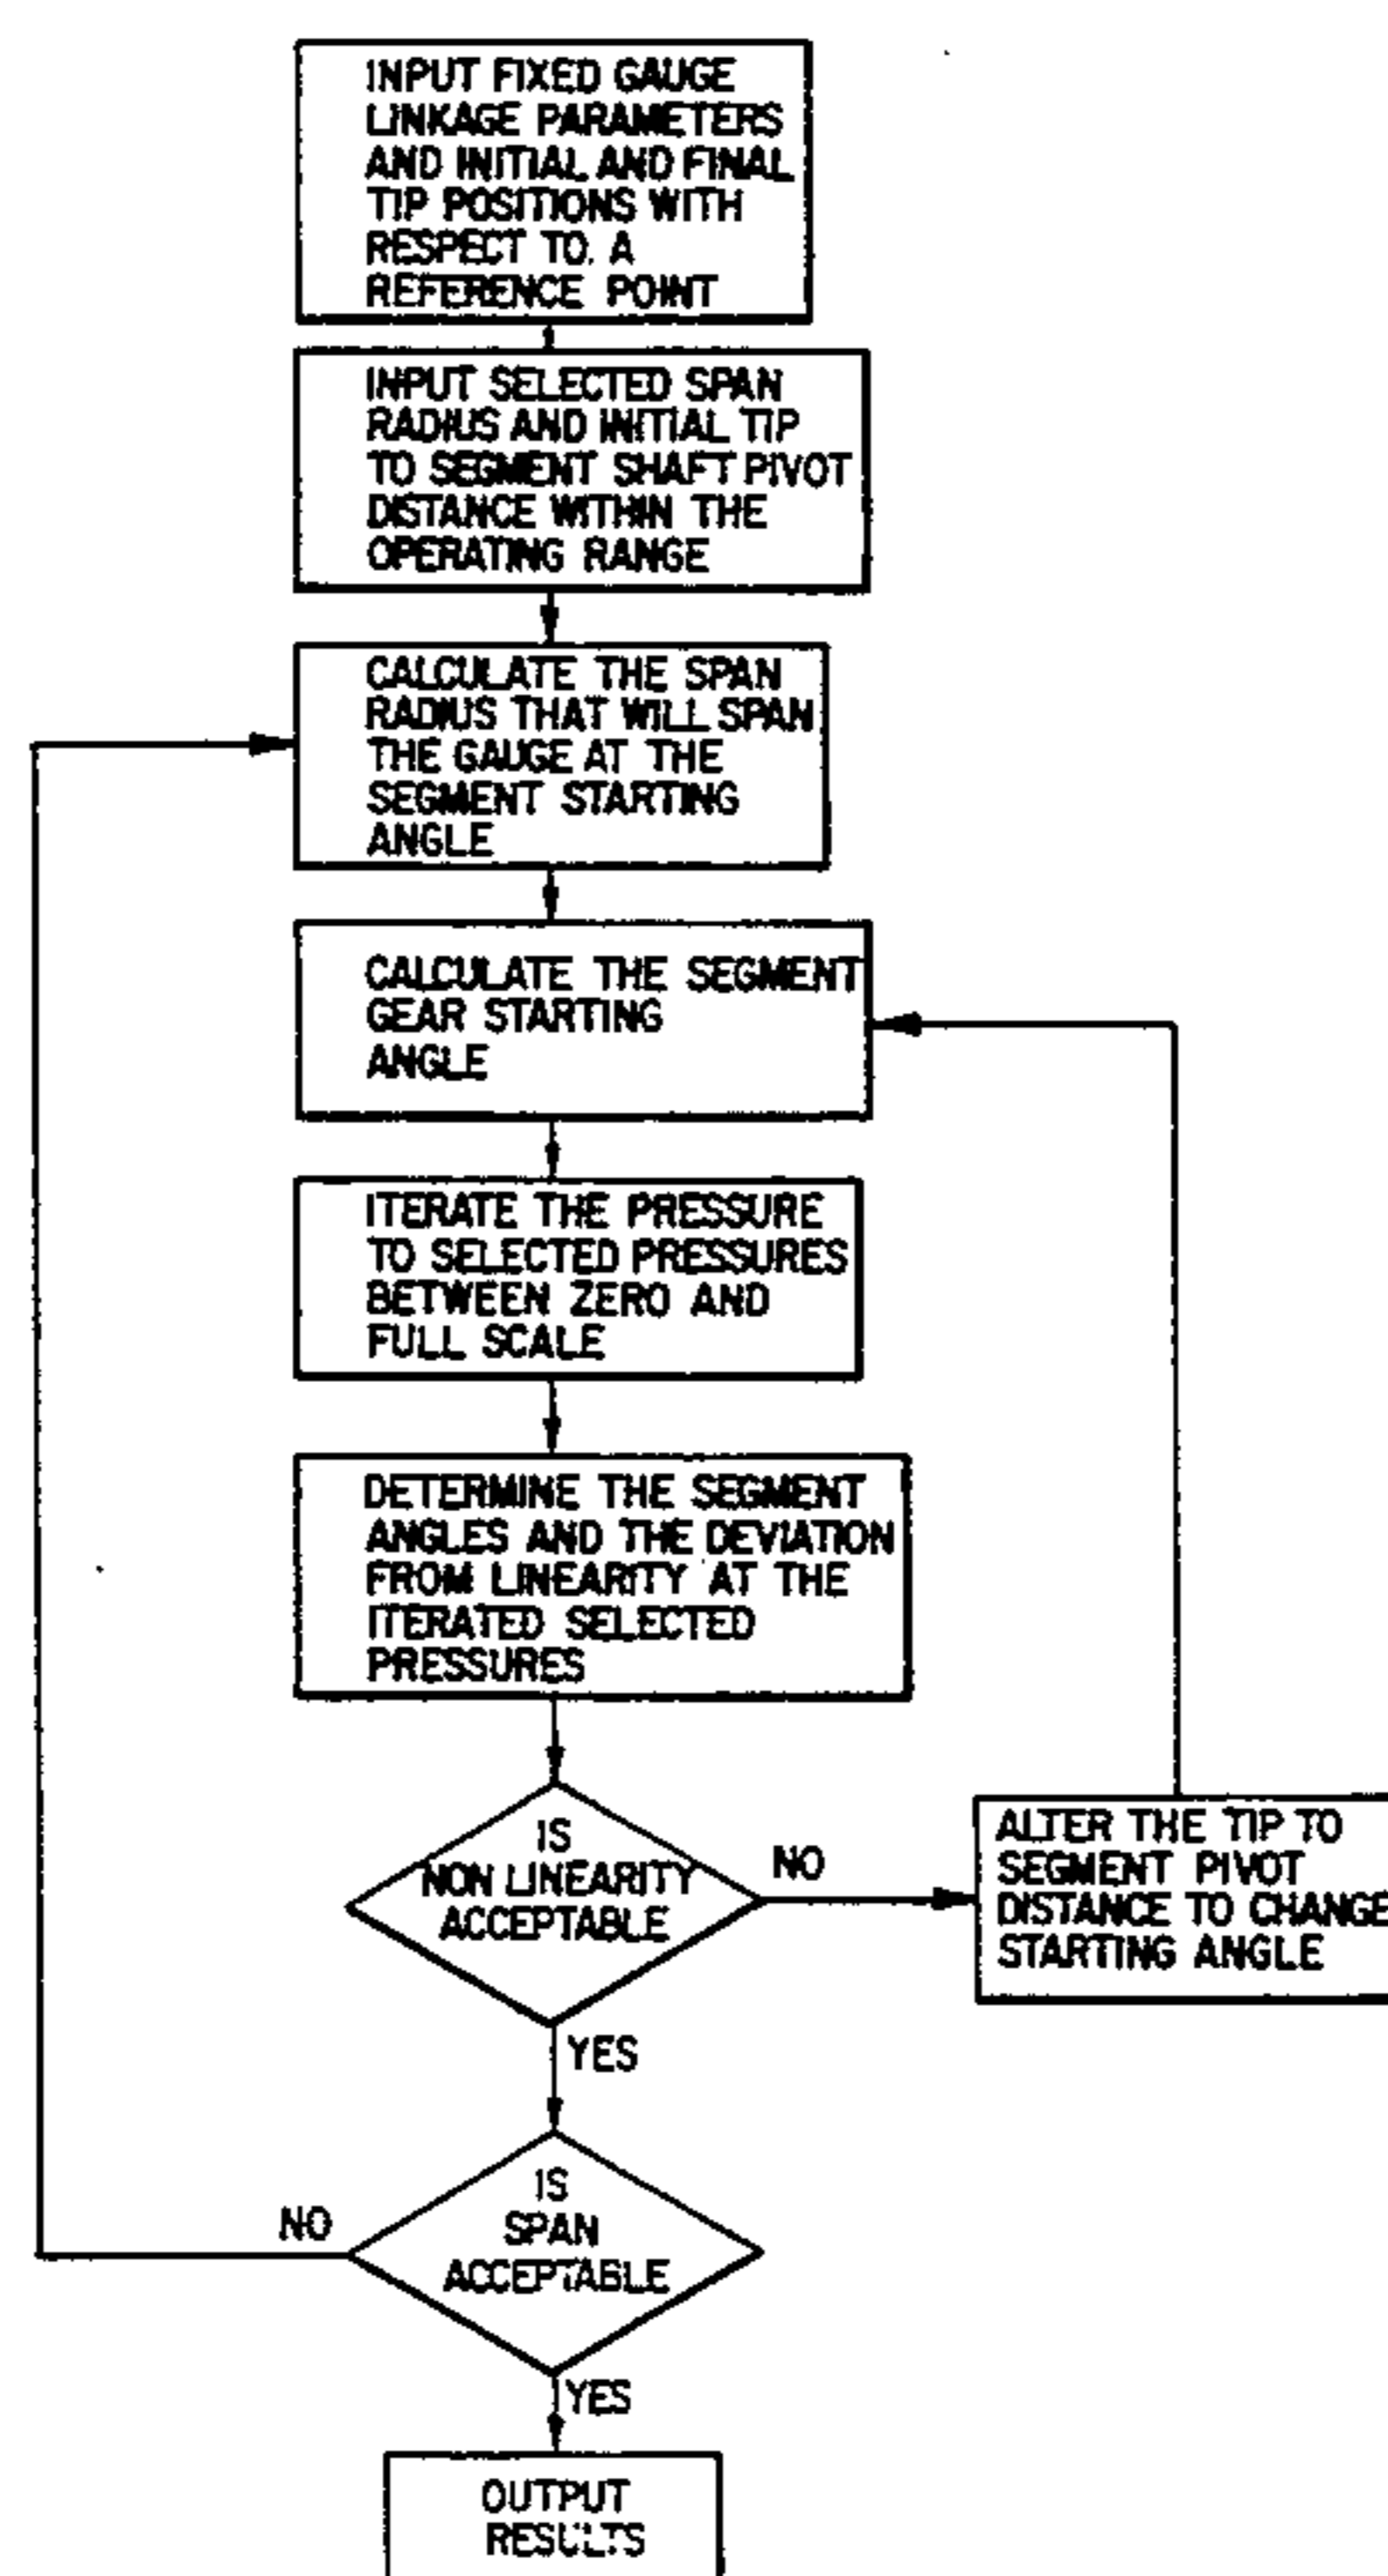 INPUT FIXED GAUGE
LINKAGE PARAMETERS
AND INITIAL AND FINAL
TIP POSITIONS WITH
RESPECT TO A
REFERENCE POINT
INPUT SELECTED SPAN
RADIUS AND INITIAL TIP
TO SEGMENT SHAFT PIVOT
DISTANCE WITHIN THE
OPERATING RANGE
CALCULATE THE SPAN
RADIUS THAT WILL SPAN
THE GAUGE AT THE
SEGMENT STARTING
ANGLE
CALCULATE THE SEGMENT
GEAR STARTING
ANGLE
ITERATE THE PRESSURE
TO SELECTED PRESSURES
BETWEEN ZERO AND
FULL SCALE
DETERMINE THE SEGMENT
ANGLES AND THE DEVIATION
FROM LINEARITY AT THE
ITERATED SELECTED
PRESSURES
IS
NON LINEARITY
ACCEPTABLE
NO
ALTER THE TIP TO
SEGMENT PIVOT
DISTANCE TO CHANGE
STARTING ANGLE
YES
IS
SPAN
ACCEPTABLE
NO
YES
OUTPUT
RESULTS